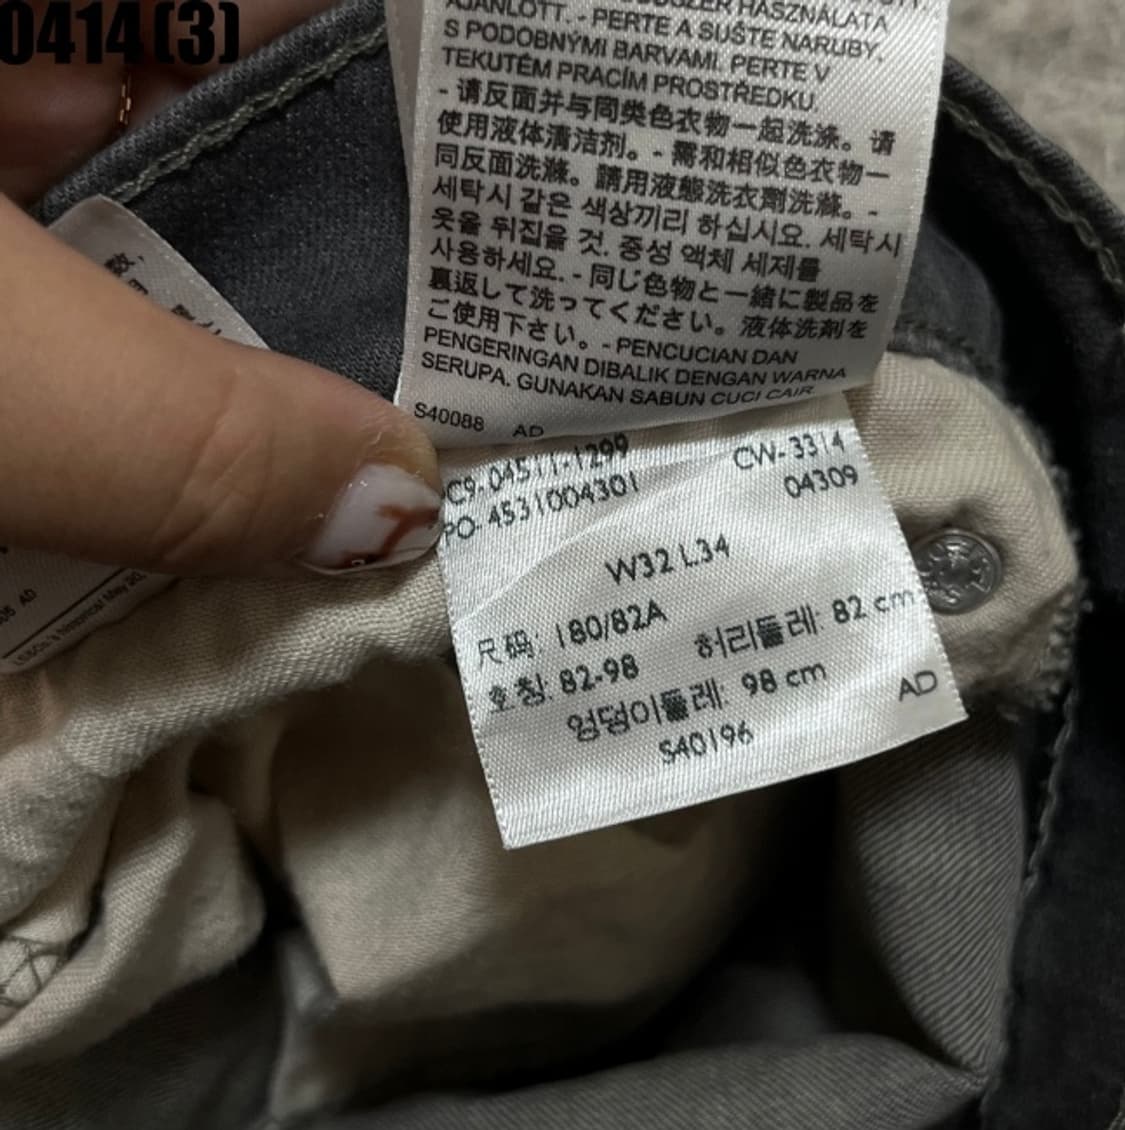 0414 (3)
AJÁNLOTT. - PERTE A SUŠTE NARUBY,
S PODOBNÝMI BARVAMI. PERTE V
TEKUTÉM PRACÍM PROSTŘEDKU.
- 请反面并与同类色衣物一起洗涤。请
使用液体清洁剂。- 需和相似色衣物一
同反面洗滌。請用液態洗衣劑洗滌。-
세탁시 같은 색상끼리 하십시요. 세탁시
옷을 뒤집을 것. 중성 액체 세제를
사용하세요. - 同じ色物と一緒に製品を
裏返して洗ってください。液体洗剤を
ご使用下さい。- PENCUCIAN DAN
PENGERINGAN DIBALIK DENGAN WARNA
SERUPA. GUNAKAN SABUN CUCI CAIR.
S40088 AD
C9-04511-1299 CW-3314
PO-4531004301 04309
W32 L34
尺码: 180/82A
호칭: 82-98 허리둘레: 82 cm
엉덩이둘레: 98 cm AD
S40196
AD